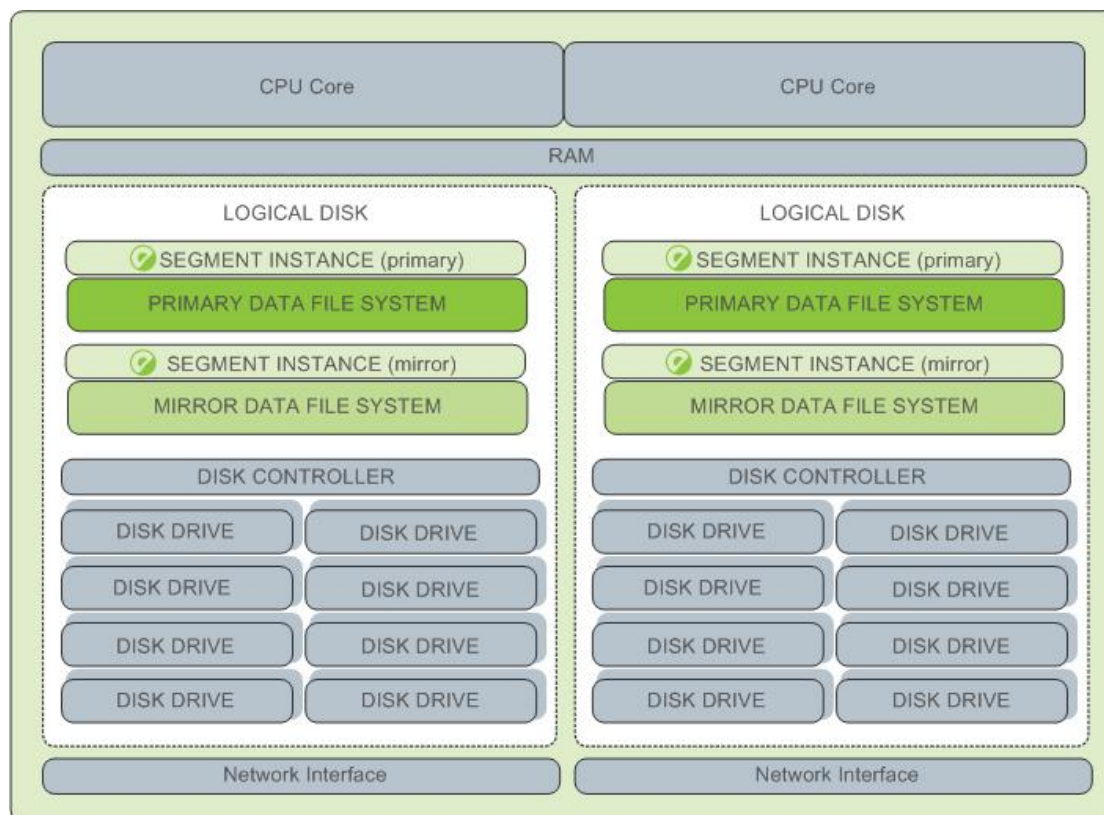 CPU Core CPU Core
RAM
LOGICAL DISK
SEGMENT INSTANCE (primary)
PRIMARY DATA FILE SYSTEM
SEGMENT INSTANCE (mirror)
MIRROR DATA FILE SYSTEM
DISK CONTROLLER
DISK DRIVE DISK DRIVE
DISK DRIVE DISK DRIVE
DISK DRIVE DISK DRIVE
DISK DRIVE DISK DRIVE
LOGICAL DISK
SEGMENT INSTANCE (primary)
PRIMARY DATA FILE SYSTEM
SEGMENT INSTANCE (mirror)
MIRROR DATA FILE SYSTEM
DISK CONTROLLER
DISK DRIVE DISK DRIVE
DISK DRIVE DISK DRIVE
DISK DRIVE DISK DRIVE
DISK DRIVE DISK DRIVE
Network Interface Network Interface